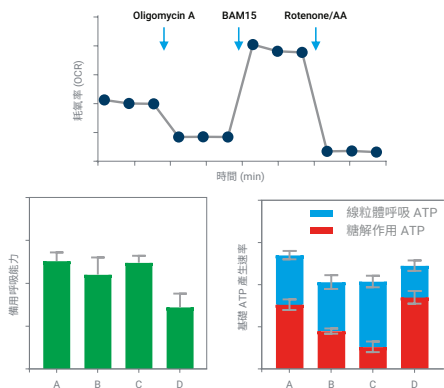 Oligomycin A BAM15 Rotenone/AA
耗氧率 (OCR)
時間 (min)
備用呼吸能力
A B C D
基礎 ATP 產生速率
線粒體呼吸 ATP
糖解作用 ATP
A B C D